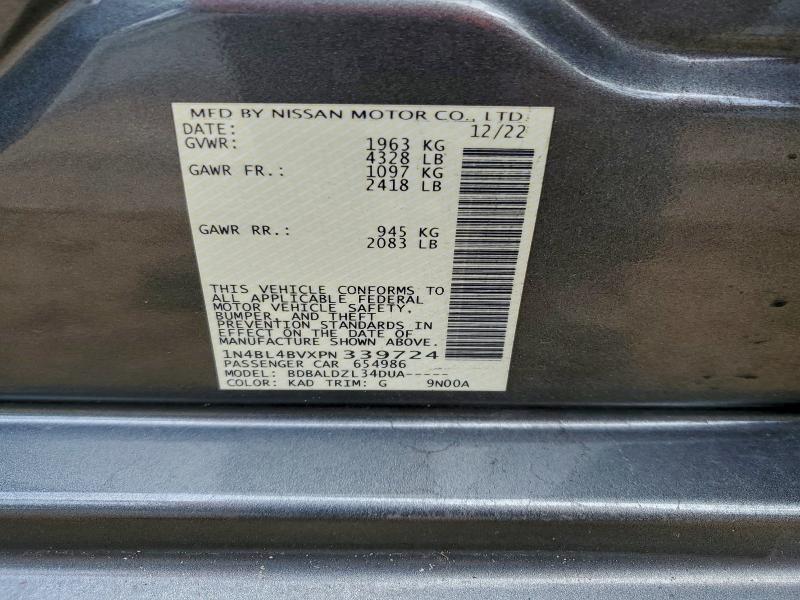 MFD BY NISSAN MOTOR CO., LTD.
DATE: 12/22
GVWR: 1963 KG
4328 LB
GAWR FR.: 1097 KG
2418 LB
GAWR RR.: 945 KG
2083 LB
THIS VEHICLE CONFORMS TO
ALL APPLICABLE FEDERAL
MOTOR VEHICLE SAFETY,
BUMPER, AND THEFT
PREVENTION STANDARDS IN
EFFECT ON THE DATE OF
MANUFACTURE SHOWN ABOVE.
1N4BL4BVXPN339724
PASSENGER CAR 654986
MODEL: BDBALDZL34DUA-----
COLOR: KAD TRIM: G 9N00A